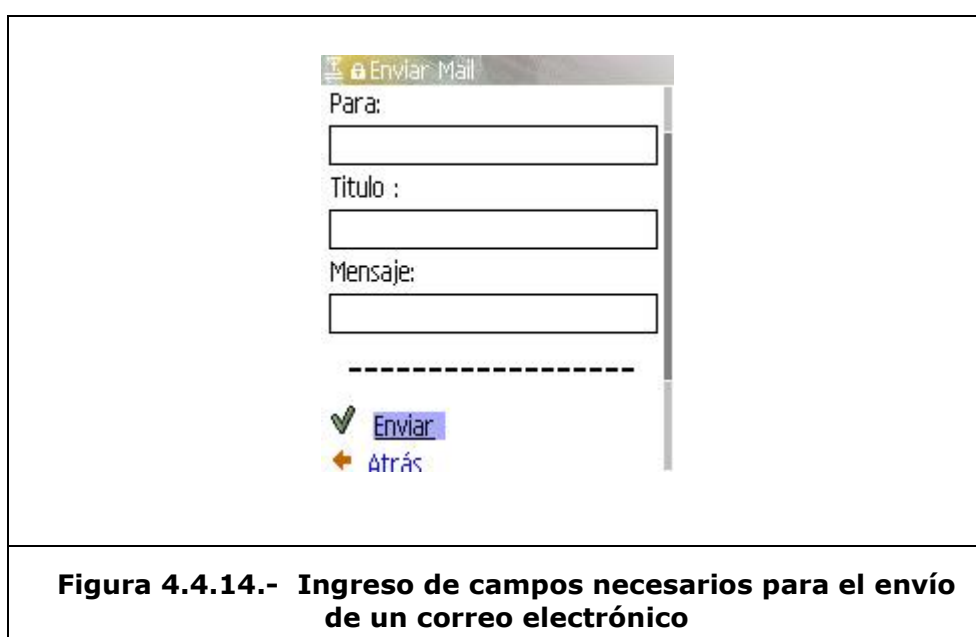 Enviar Mail
Para:
Titulo :
Mensaje:
------------------
Enviar
Atrás
Figura 4.4.14.- Ingreso de campos necesarios para el envío
de un correo electrónico